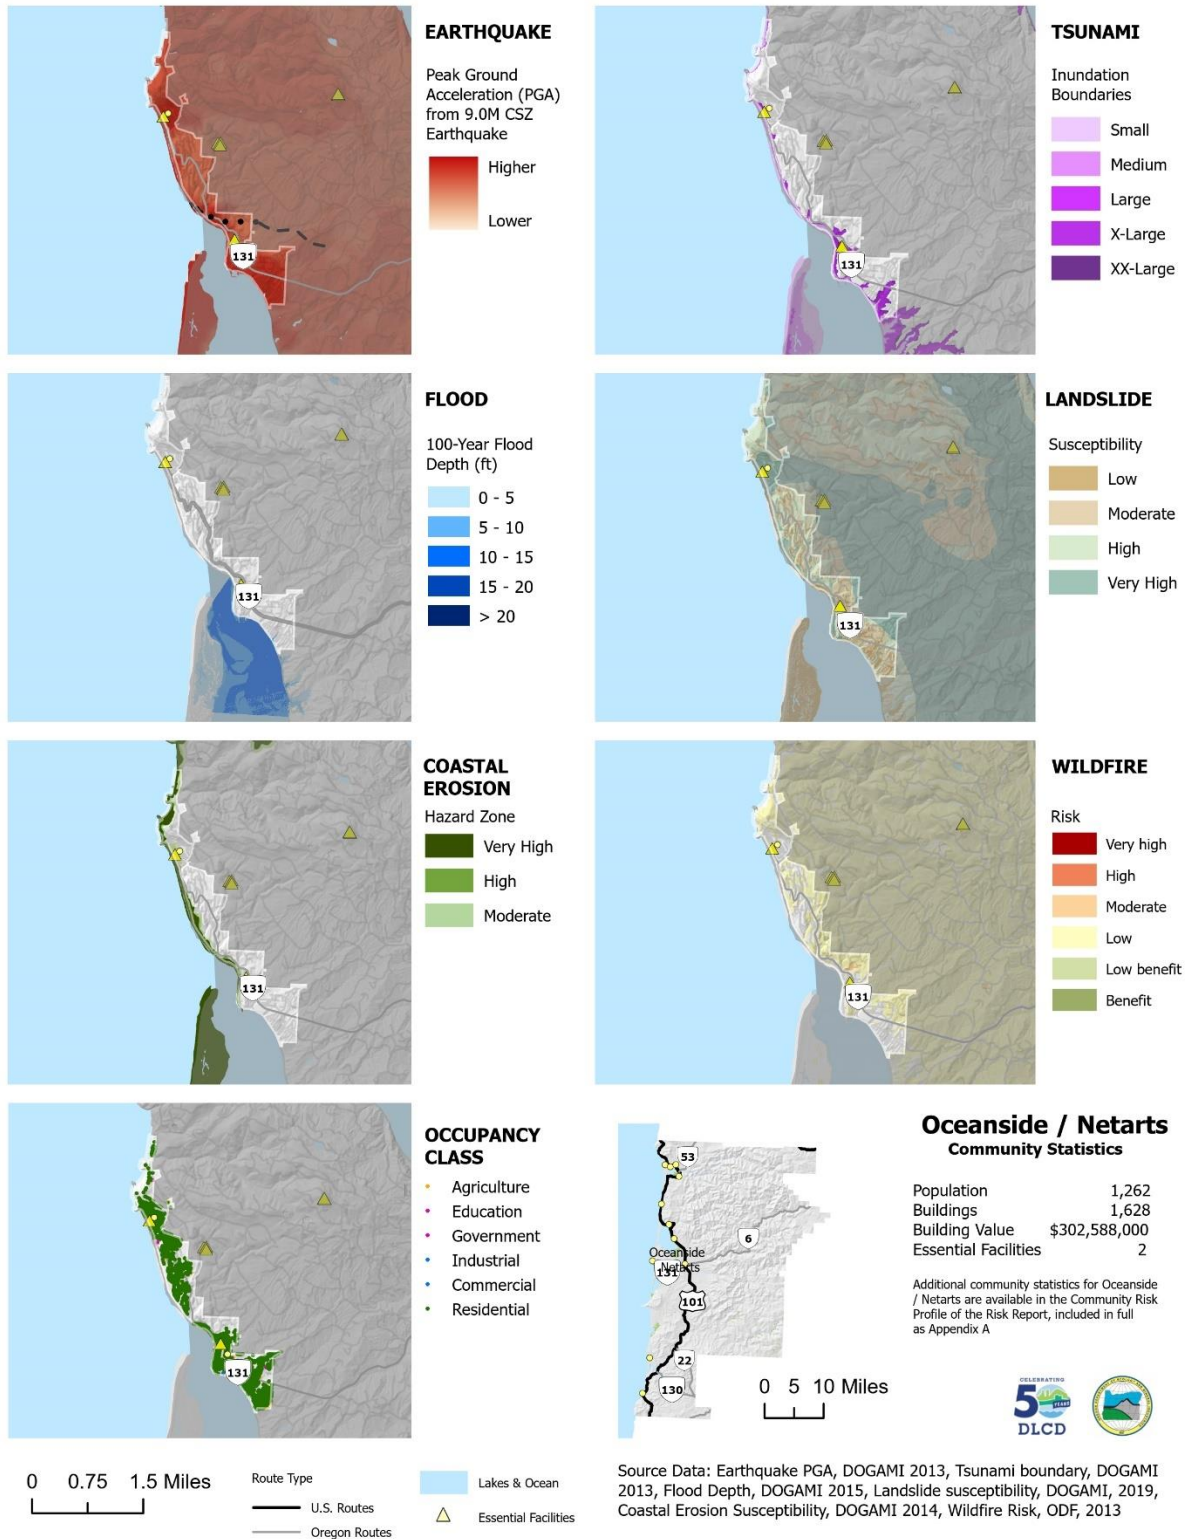 EARTHQUAKE
Peak Ground
Acceleration (PGA)
from 9.0M CSZ
Earthquake
Higher
Lower
131
TSUNAMI
Inundation
Boundaries
Small
Medium
Large
X-Large
XX-Large
131
FLOOD
100-Year Flood
Depth (ft)
0 - 5
5 - 10
10 - 15
15 - 20
> 20
131
LANDSLIDE
Susceptibility
Low
Moderate
High
Very High
131
COASTAL
EROSION
Hazard Zone
Very High
High
Moderate
131
WILDFIRE
Risk
Very high
High
Moderate
Low
Low benefit
Benefit
131
OCCUPANCY
CLASS
Agriculture
Education
Government
Industrial
Commercial
Residential
131
53
6
Oceanside
Netarts
131
101
22
130
0 5 10 Miles
Oceanside / Netarts
Community Statistics
Population 1,262
Buildings 1,628
Building Value $302,588,000
Essential Facilities 2
Additional community statistics for Oceanside
/ Netarts are available in the Community Risk
Profile of the Risk Report, included in full
as Appendix A
CELEBRATING
50
YEARS
DLCD
0 0.75 1.5 Miles
Route Type
U.S. Routes
Oregon Routes
Lakes & Ocean
Essential Facilities
Source Data: Earthquake PGA, DOGAMI 2013, Tsunami boundary, DOGAMI
2013, Flood Depth, DOGAMI 2015, Landslide susceptibility, DOGAMI, 2019,
Coastal Erosion Susceptibility, DOGAMI 2014, Wildfire Risk, ODF, 2013